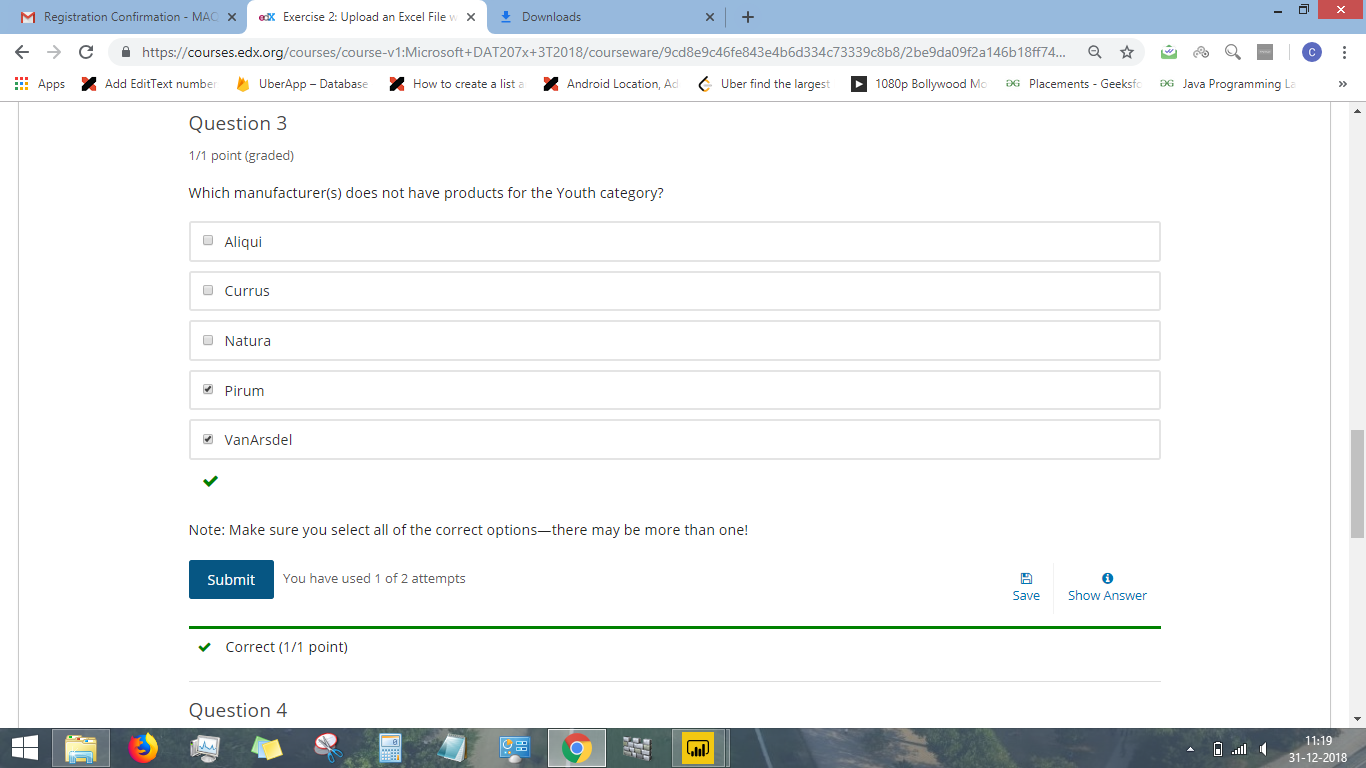 Registration Confirmation - MAC
edX Exercise 2: Upload an Excel File w
Downloads
https://courses.edx.org/courses/course-v1:Microsoft+DAT207x+3T2018/courseware/9cd8e9c46fe843e4b6d334c73339c8b8/2be9da09f2a146b18ff74...
C
Apps
Add EditText number
UberApp – Database
How to create a list a
Android Location, Ad
Uber find the largest
1080p Bollywood Mo
Placements - Geeksfo
Java Programming La
»
Question 3
1/1 point (graded)
Which manufacturer(s) does not have products for the Youth category?
Aliqui
Currus
Natura
Pirum
VanArsdel
Note: Make sure you select all of the correct options—there may be more than one!
Submit
You have used 1 of 2 attempts
Save
Show Answer
Correct (1/1 point)
Question 4
11:19
31-12-2018